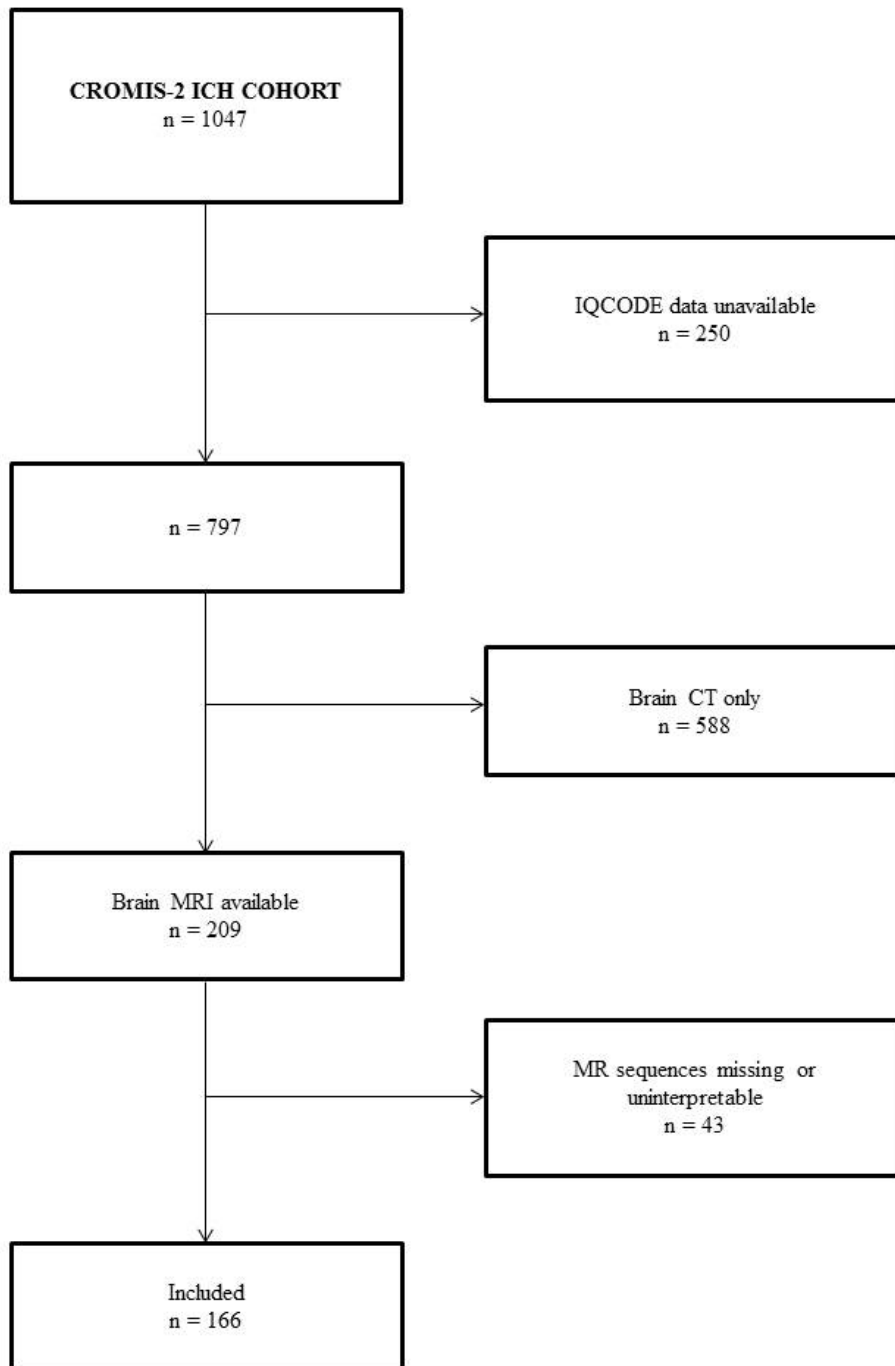 CROMIS-2 ICH COHORT
n = 1047
IQCODE data unavailable
n = 250
n = 797
Brain CT only
n = 588
Brain MRI available
n = 209
MR sequences missing or
uninterpretable
n = 43
Included
n = 166